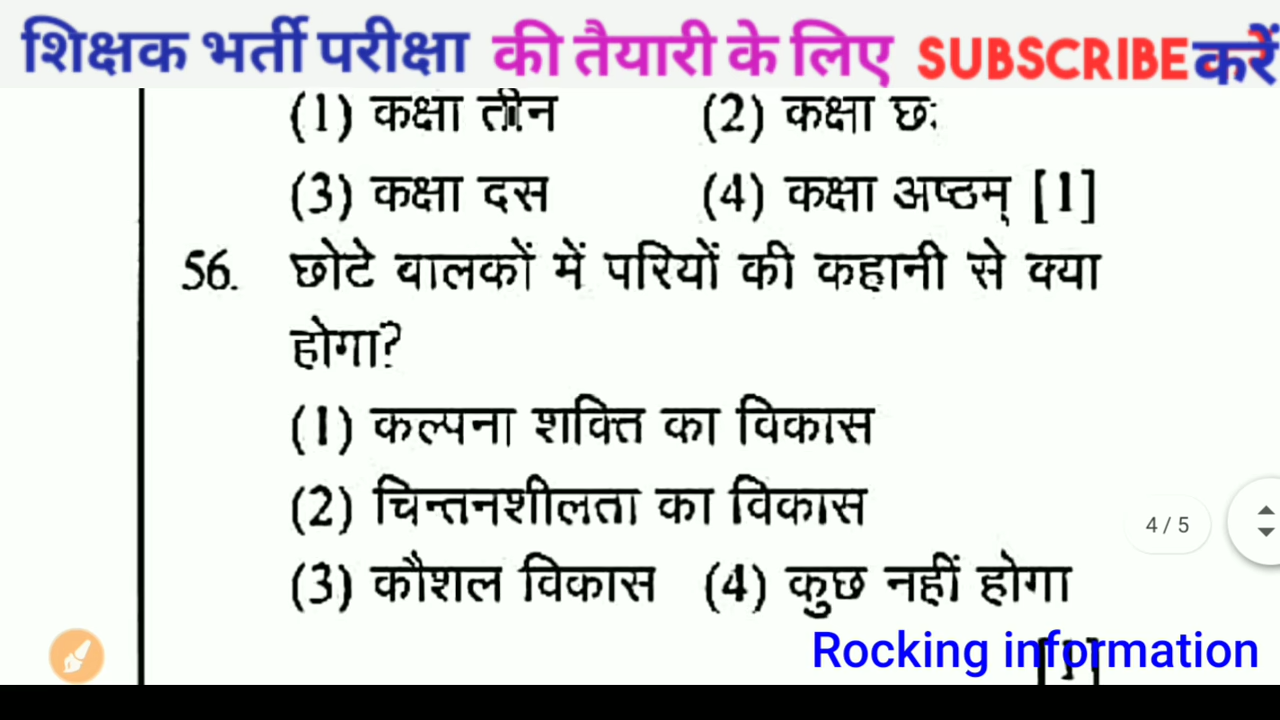 शिक्षक भर्ती परीक्षा की तैयारी के लिए SUBSCRIBE करें
(1) कक्षा तीन (2) कक्षा छः
(3) कक्षा दस (4) कक्षा अष्ठम् [1]
56. छोटे बालकों में परियों की कहानी से क्या
होगा?
(1) कल्पना शक्ति का विकास
(2) चिन्तनशीलता का विकास
4 / 5
(3) कौशल विकास (4) कुछ नहीं होगा
Rocking information
[1]